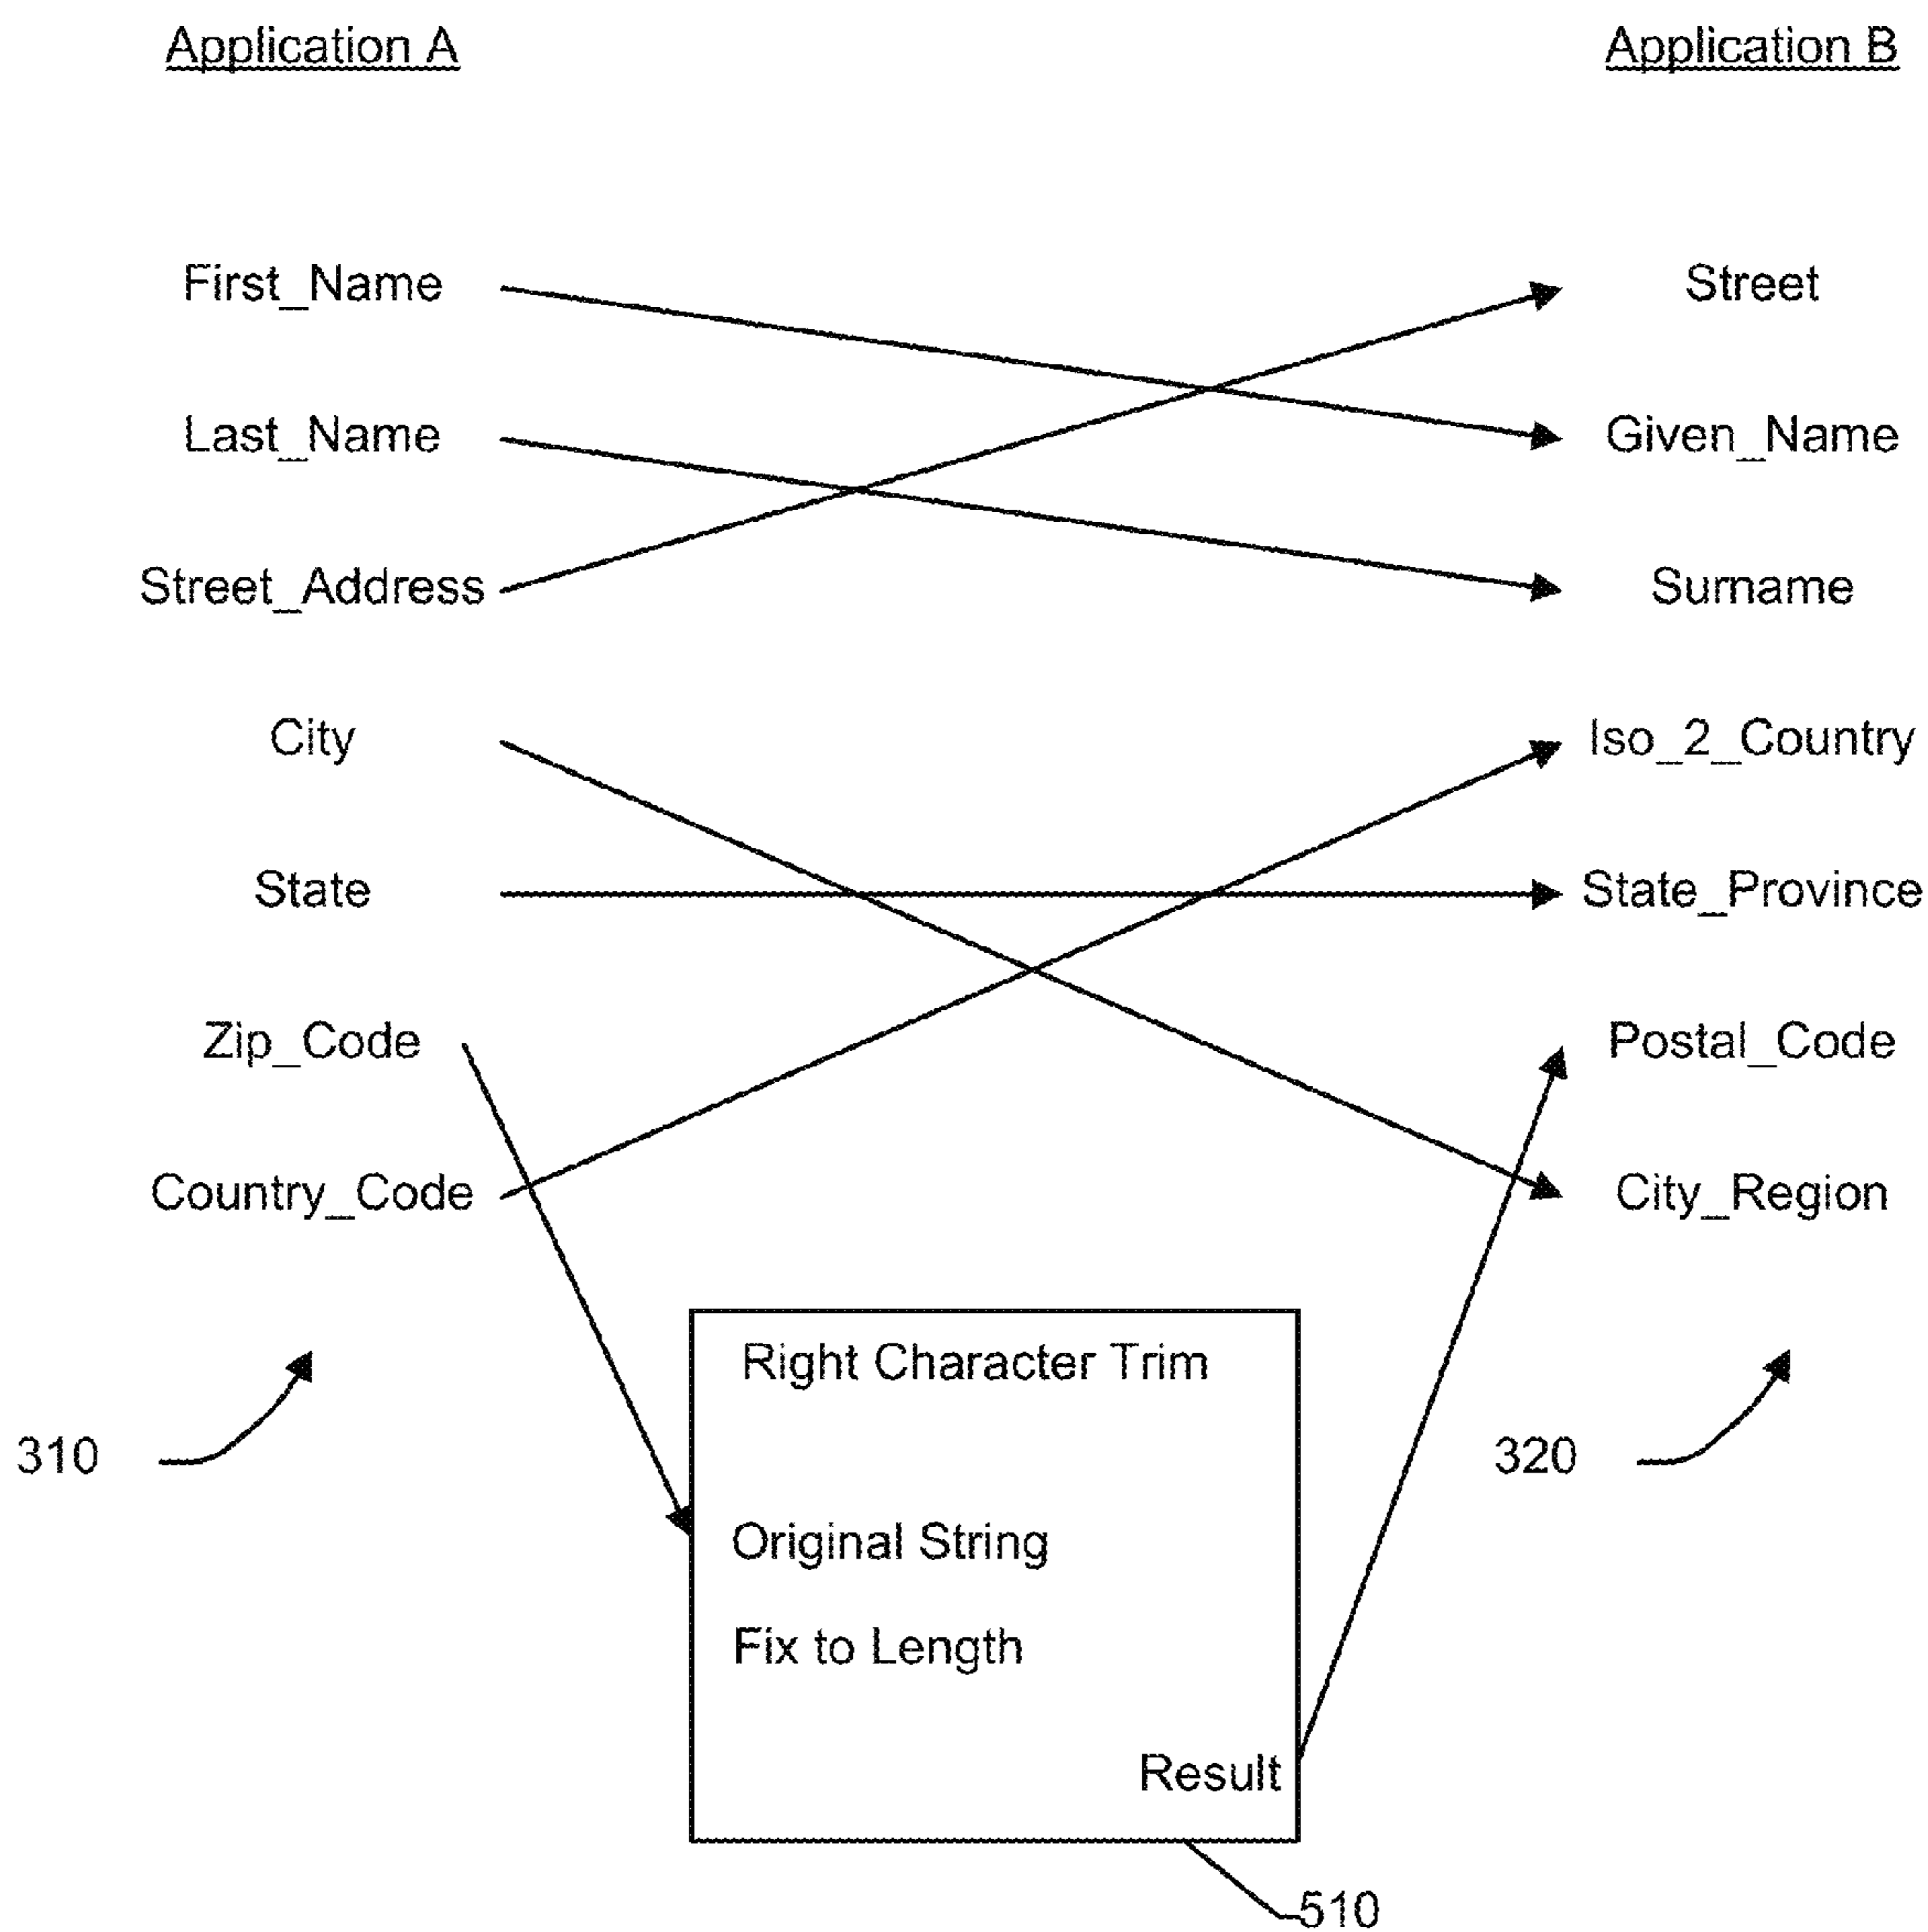 Application A
Application B
First_Name
Street
Last_Name
Given_Name
Street_Address
Surname
City
Iso_2_Country
State
State_Province
Zip_Code
Postal_Code
Country_Code
City_Region
Right Character Trim
310
320
Original String
Fix to Length
Result
510